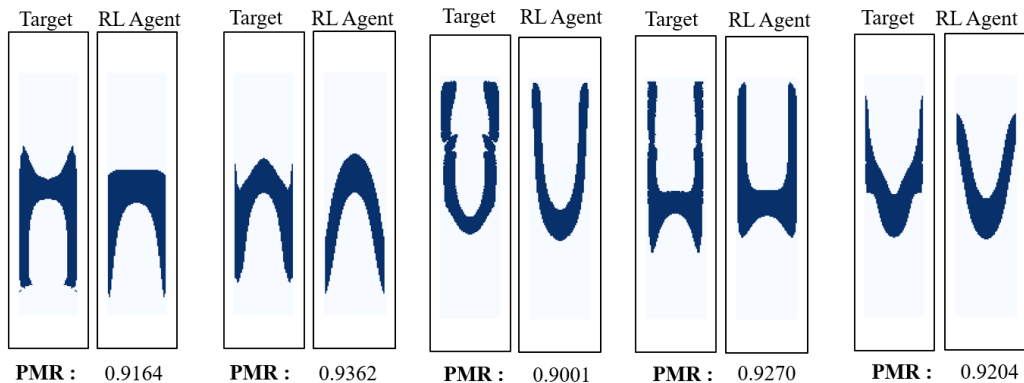 Target RL Agent Target RL Agent Target RL Agent Target RL Agent Target RL Agent
PMR : 0.9164 PMR : 0.9362 PMR : 0.9001 PMR : 0.9270 PMR : 0.9204